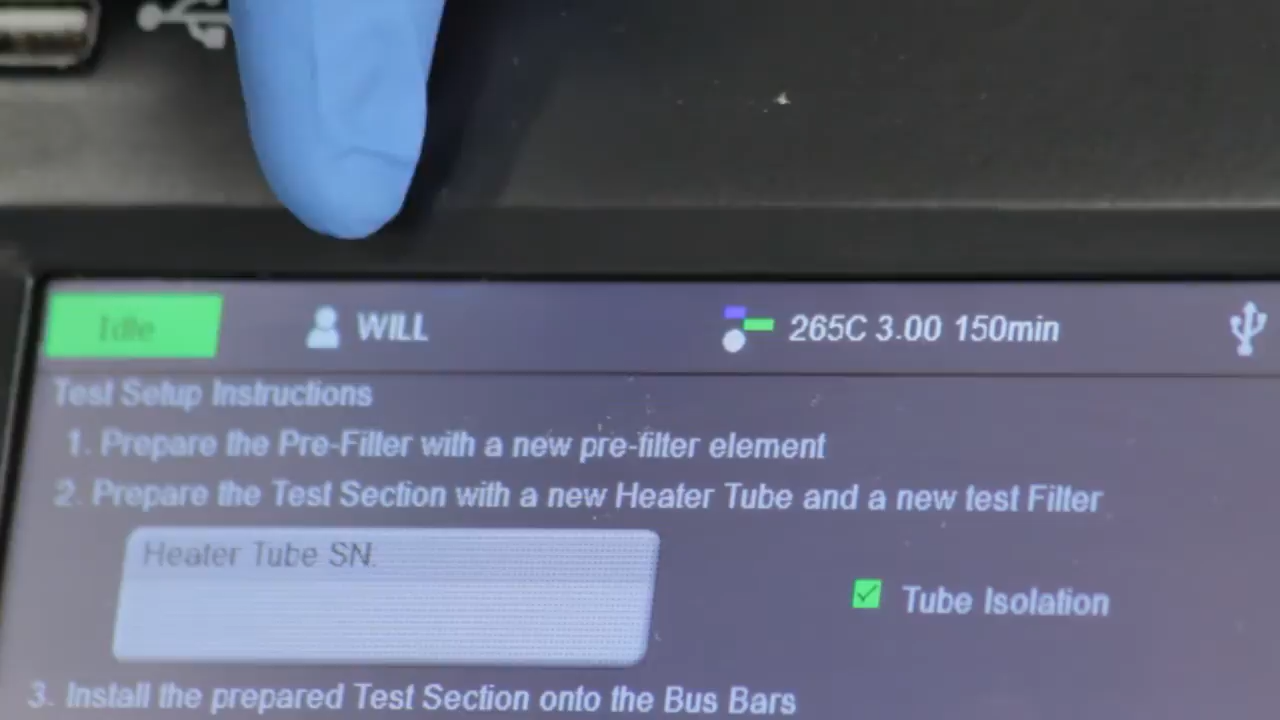 Idle WILL 265C 3.00 150min
Test Setup Instructions
1. Prepare the Pre-Filter with a new pre-filter element
2. Prepare the Test Section with a new Heater Tube and a new test Filter
Heater Tube SN.
Tube Isolation
3. Install the prepared Test Section onto the Bus Bars